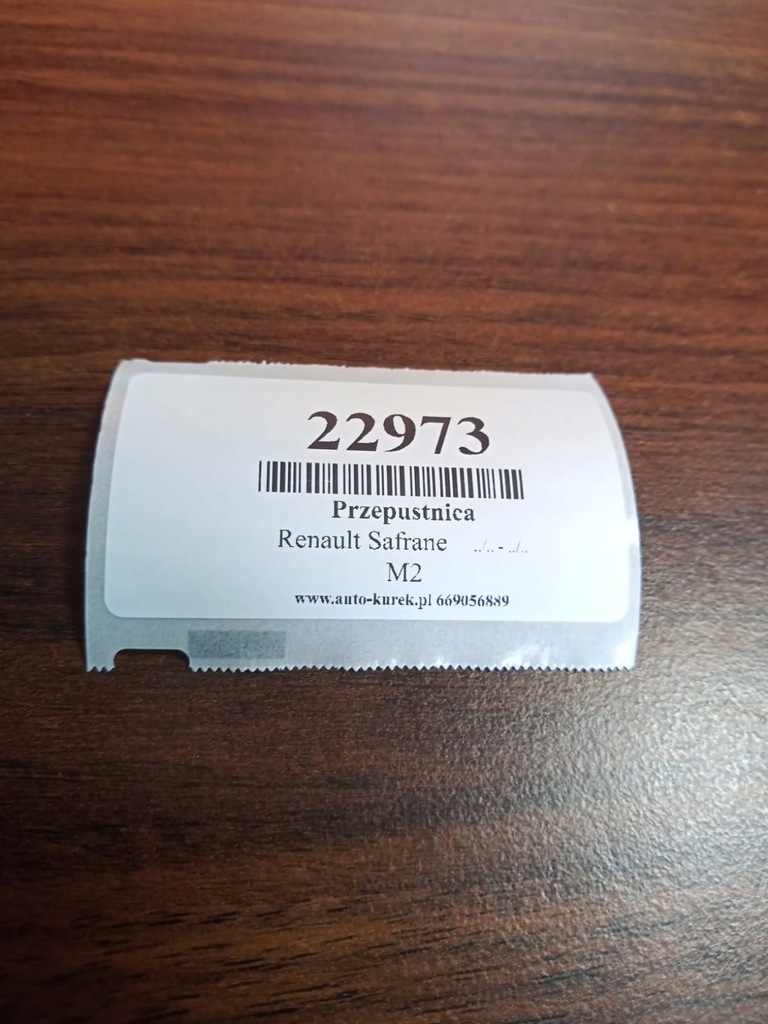 22973
Przepustnica
Renault Safrane ../.. - ../..
M2
www.auto-kurek.pl 669056889